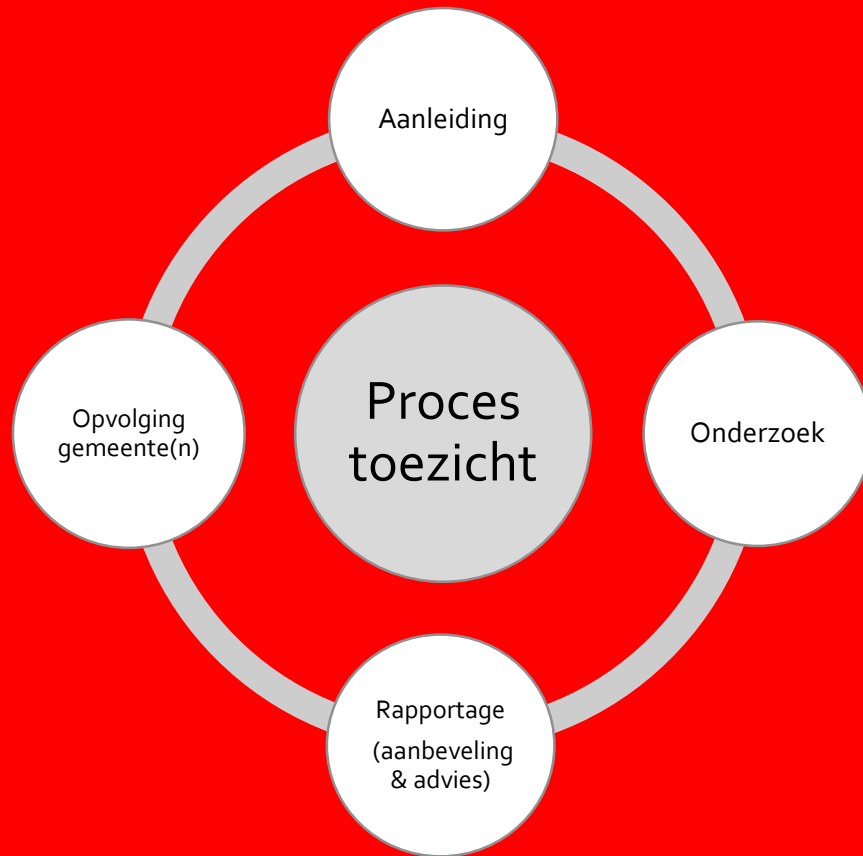 Aanleiding
Proces
toezicht
Opvolging
gemeente(n)
Onderzoek
Rapportage
(aanbeveling
& advies)